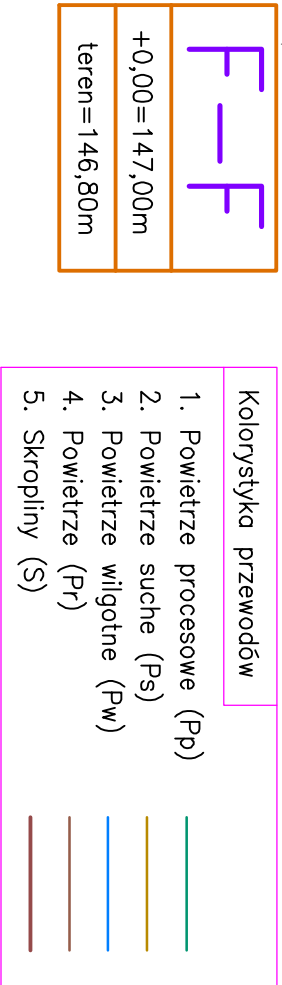 F-F
+0,00=147,00m
teren=146,80m
Kolorystyka przewodów
1. Powietrze procesowe (Pp)
2. Powietrze suche (Ps)
3. Powietrze wilgotne (Pw)
4. Powietrze (Pr)
5. Skropliny (S)